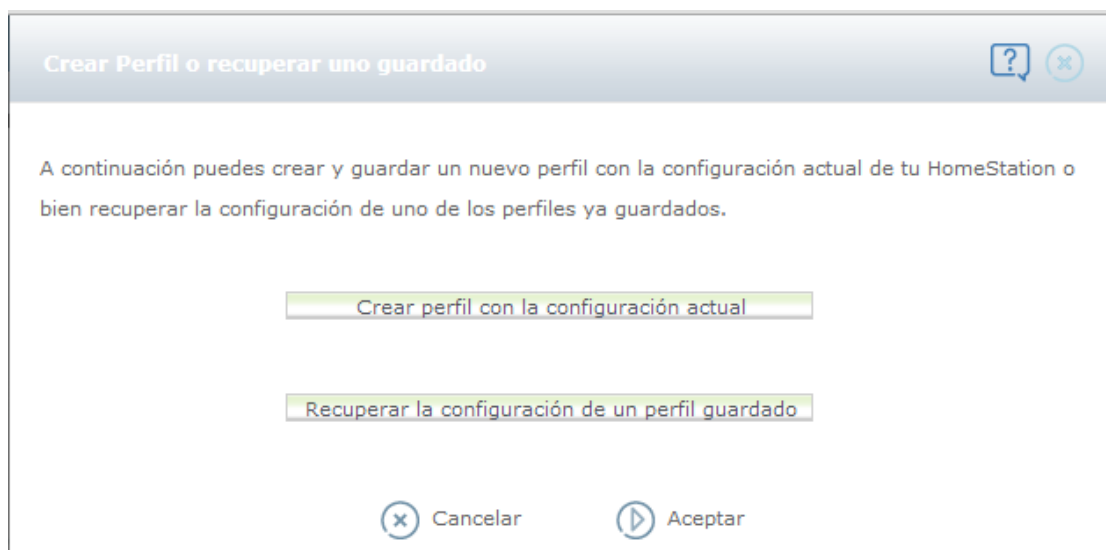 Crear Perfil o recuperar uno guardado
A continuación puedes crear y guardar un nuevo perfil con la configuración actual de tu HomeStation o
bien recuperar la configuración de uno de los perfiles ya guardados.
Crear perfil con la configuración actual
Recuperar la configuración de un perfil guardado
Cancelar Aceptar